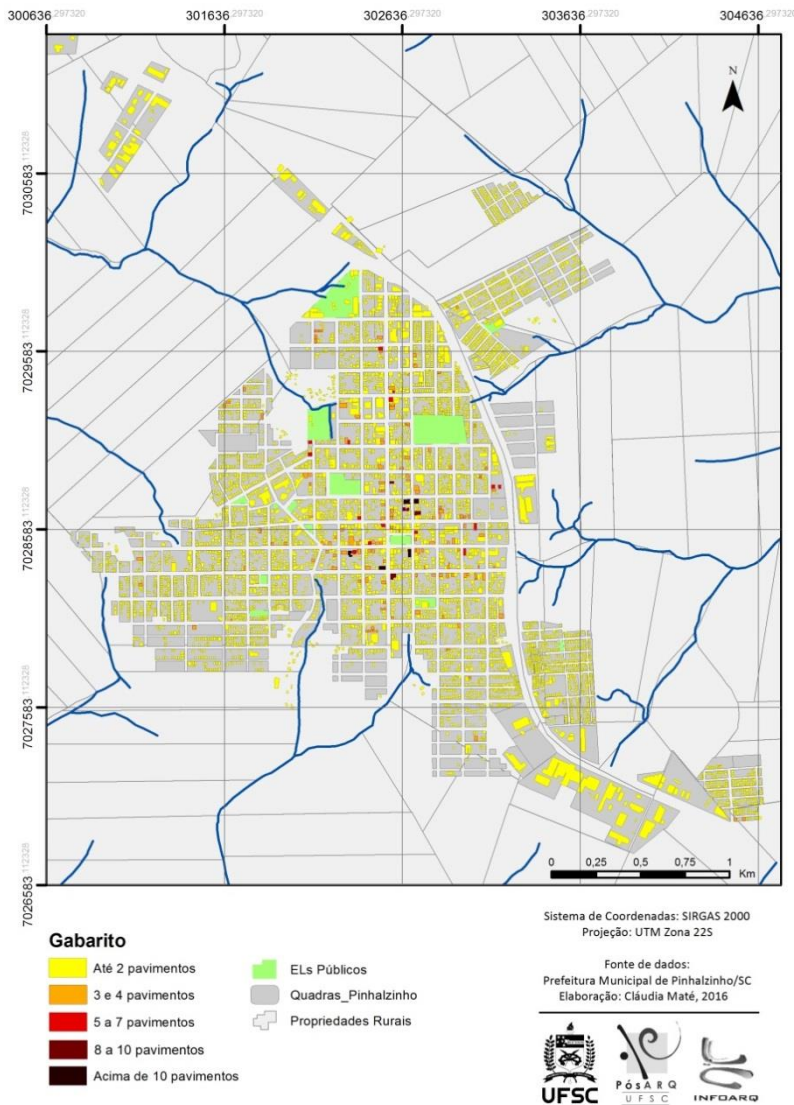 300636,297320 301636,297320 302636,297320 303636,297320 304636,297320
N
7030583,112328
7029583,112328
7028583,112328
7027583,112328
7026583,112328
0 0,25 0,5 0,75 1
Km
Gabarito
Até 2 pavimentos
3 e 4 pavimentos
5 a 7 pavimentos
8 a 10 pavimentos
Acima de 10 pavimentos
ELs Públicos
Quadras_Pinhalzinho
Propriedades Rurais
Sistema de Coordenadas: SIRGAS 2000
Projeção: UTM Zona 22S
Fonte de dados:
Prefeitura Municipal de Pinhalzinho/SC
Elaboração: Cláudia Maté, 2016
UFSC
PósARQ
UFSC
INFOARQ